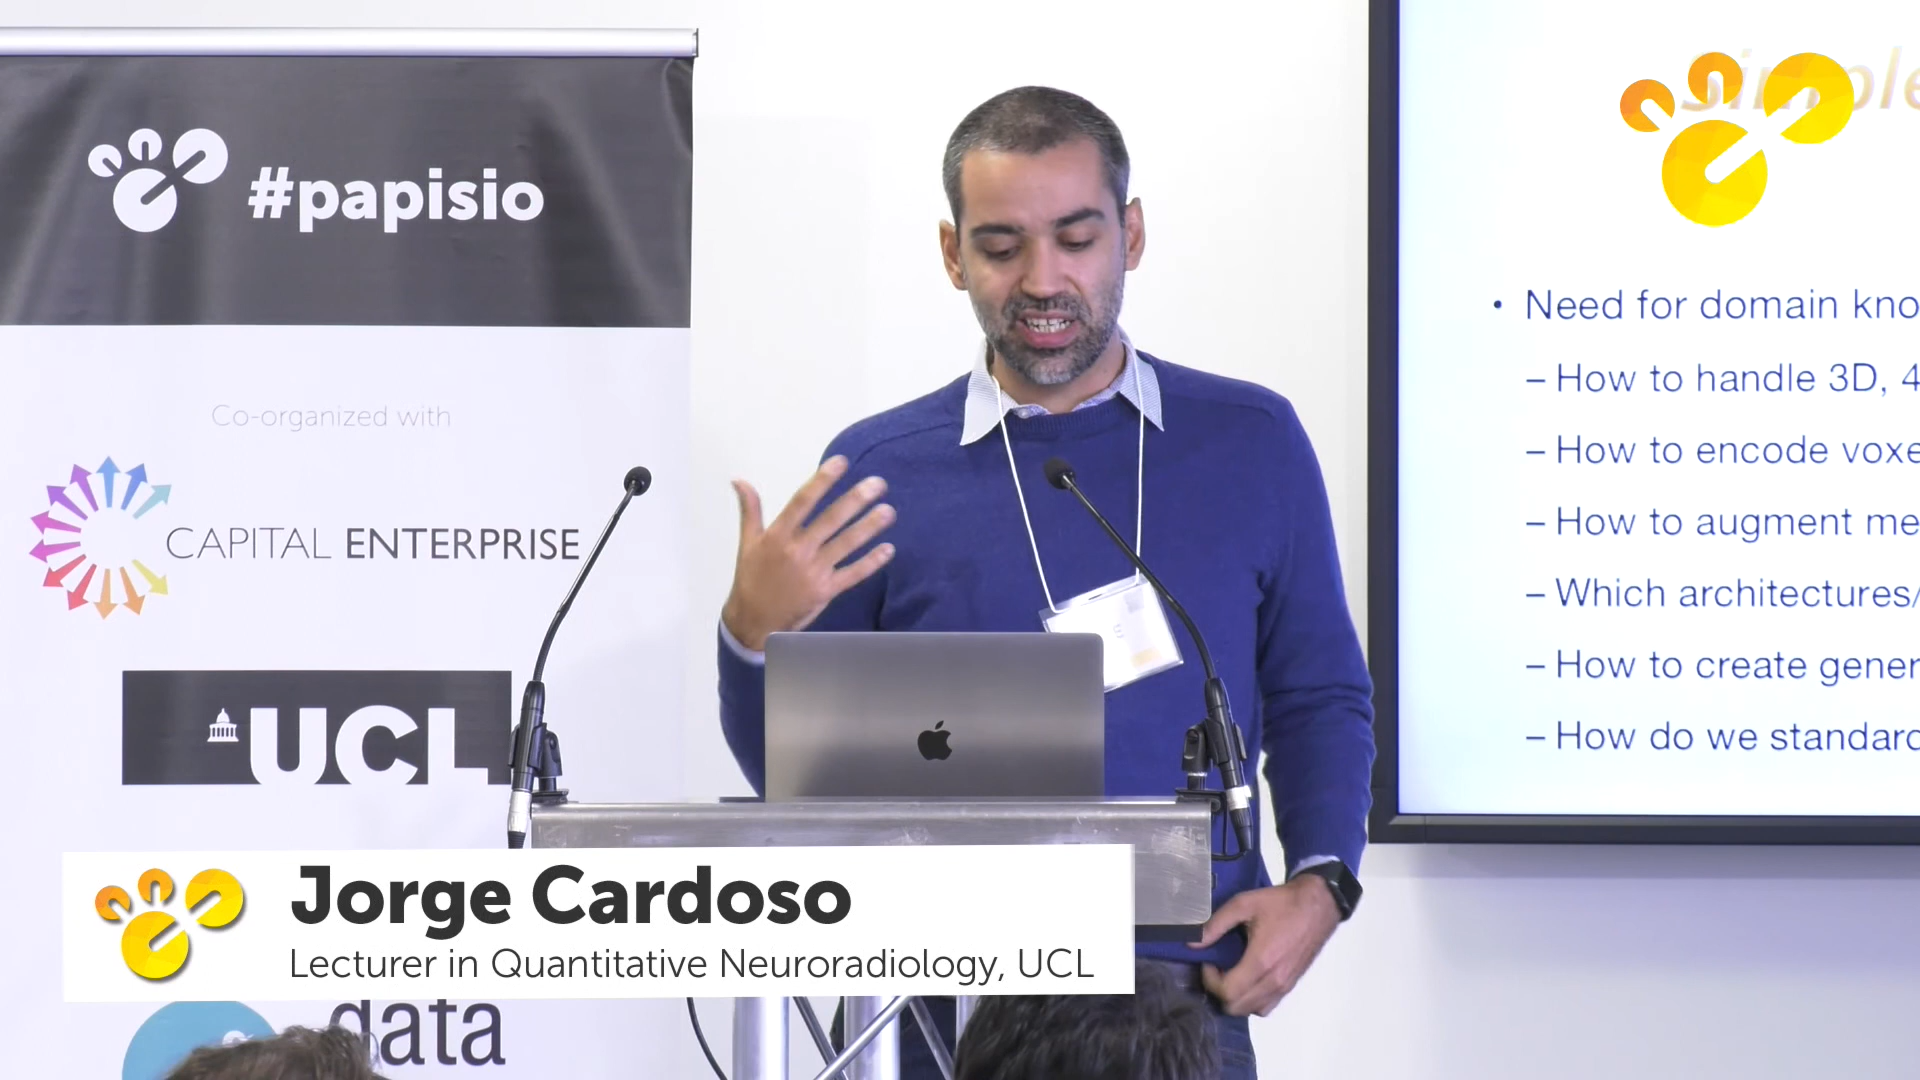 #papisio
Co-organized with
CAPITAL ENTERPRISE
UCL
data
Simple
Need for domain kno
– How to handle 3D, 4
– How to encode voxe
– How to augment me
– Which architectures/
– How to create gener
– How do we standard
Jorge Cardoso
Lecturer in Quantitative Neuroradiology, UCL